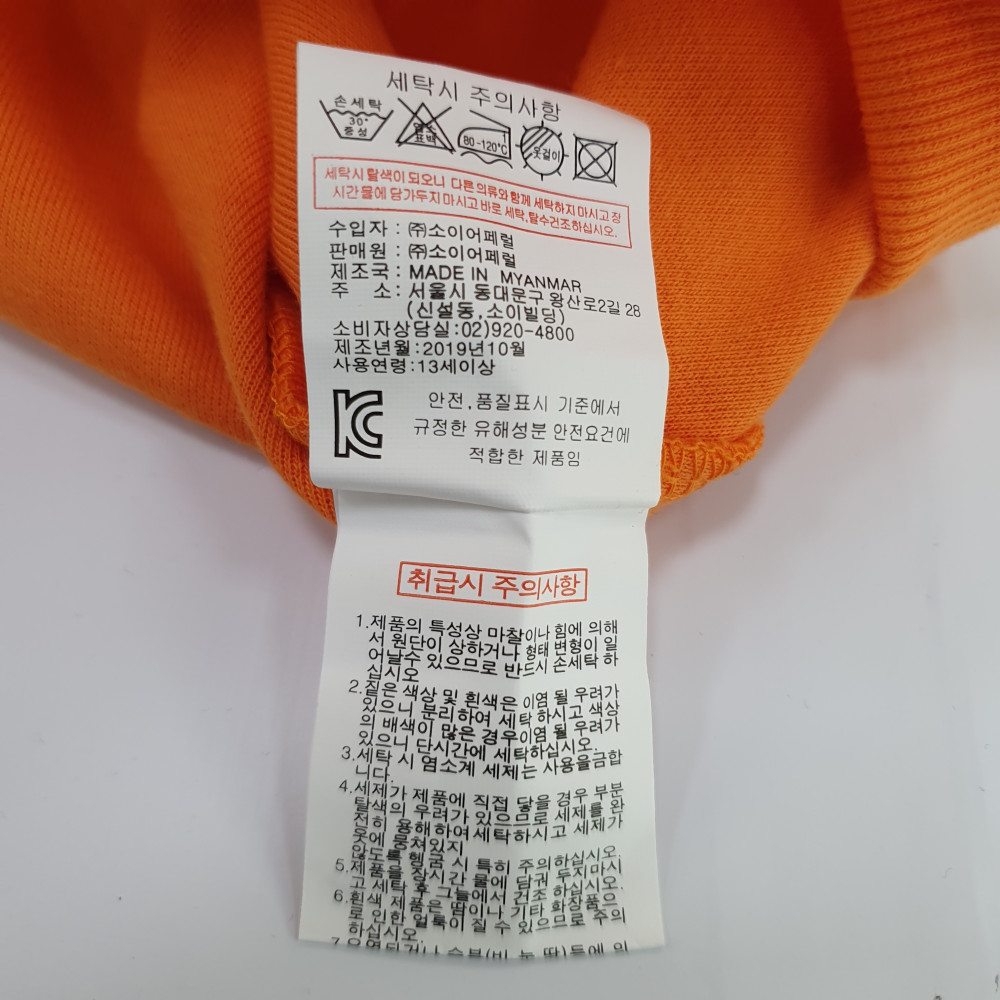 세탁시 주의사항
손세탁
30°
중성
염소
표백
80-120°C
옷걸이
세탁시 탈색이 되오니 다른 의류와 함께 세탁하지 마시고 장
시간 물에 담가두지 마시고 바로 세탁,탈수건조하십시오.
수입자 : ㈜소이어페럴
판매원 : ㈜소이어페럴
제조국 : MADE IN MYANMAR
주 소 : 서울시 동대문구 왕산로2길 28
(신설동,소이빌딩)
소비자상담실:02)920-4800
제조년월:2019년10월
사용연령:13세이상
안전,품질표시 기준에서
규정한 유해성분 안전요건에
적합한 제품임
취급시 주의사항
1.제품의 특성상 마찰이나 힘에 의해
서 원단이 상하거나 형태 변형이 일
어날수 있으므로 반드시 손세탁 하
십시오
2.짙은 색상 및 흰색은 이염 될 우려가
있으니 분리하여 세탁 하시고 색상
의 배색이 많은 경우이염 될 우려가
있으니 단시간에 세탁하십시오.
3.세탁 시 염소계 세제는 사용을금합
니다.
4.세제가 제품에 직접 닿을 경우 부분
탈색의 우려가 있으므로 세제를 완
전히 용해하여세탁하시고 세제가
옷에 뭉쳐있지
않도록 헹굼 시 특히 주의하십시오.
5.제품을 장시간 물에 담궈 두지마시
고 세탁 후 그늘에서 건조 하십시오.
6.흰색 제품은 땀이나 기타 화장품으
로 인한 얼룩이 질 수 있으므로 주의
하십시오.